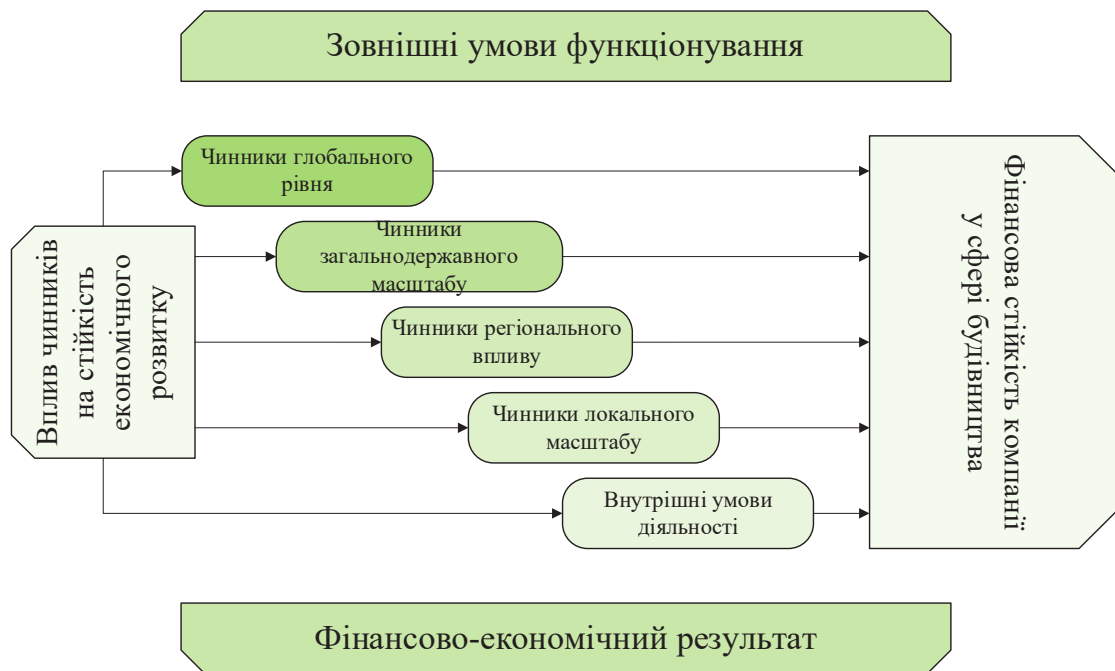 Зовнішні умови функціонування
Чинники глобального
рівня
Чинники
загальнодержавного
масштабу
Чинники регіонального
впливу
Чинники локального
масштабу
Внутрішні умови
діяльності
Вплив чинників
на стійкість
економічного
розвитку
Фінансова стійкість компанії
у сфері будівництва
Фінансово-економічний результат